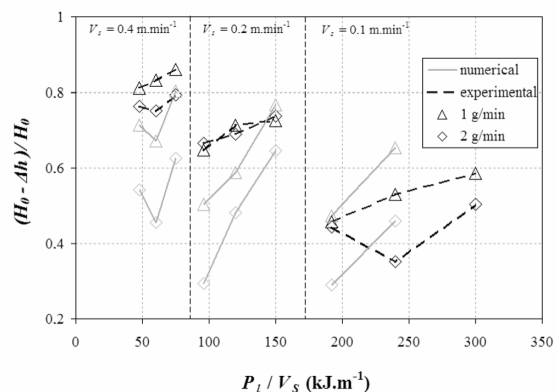 1
0.8
0.6
0.4
0.2
(H0 - Δh) / H0
Vs = 0.4 m.min-1
Vs = 0.2 m.min-1
Vs = 0.1 m.min-1
numerical
experimental
1 g/min
2 g/min
0 50 100 150 200 250 300 350
PL / VS (kJ.m-1)